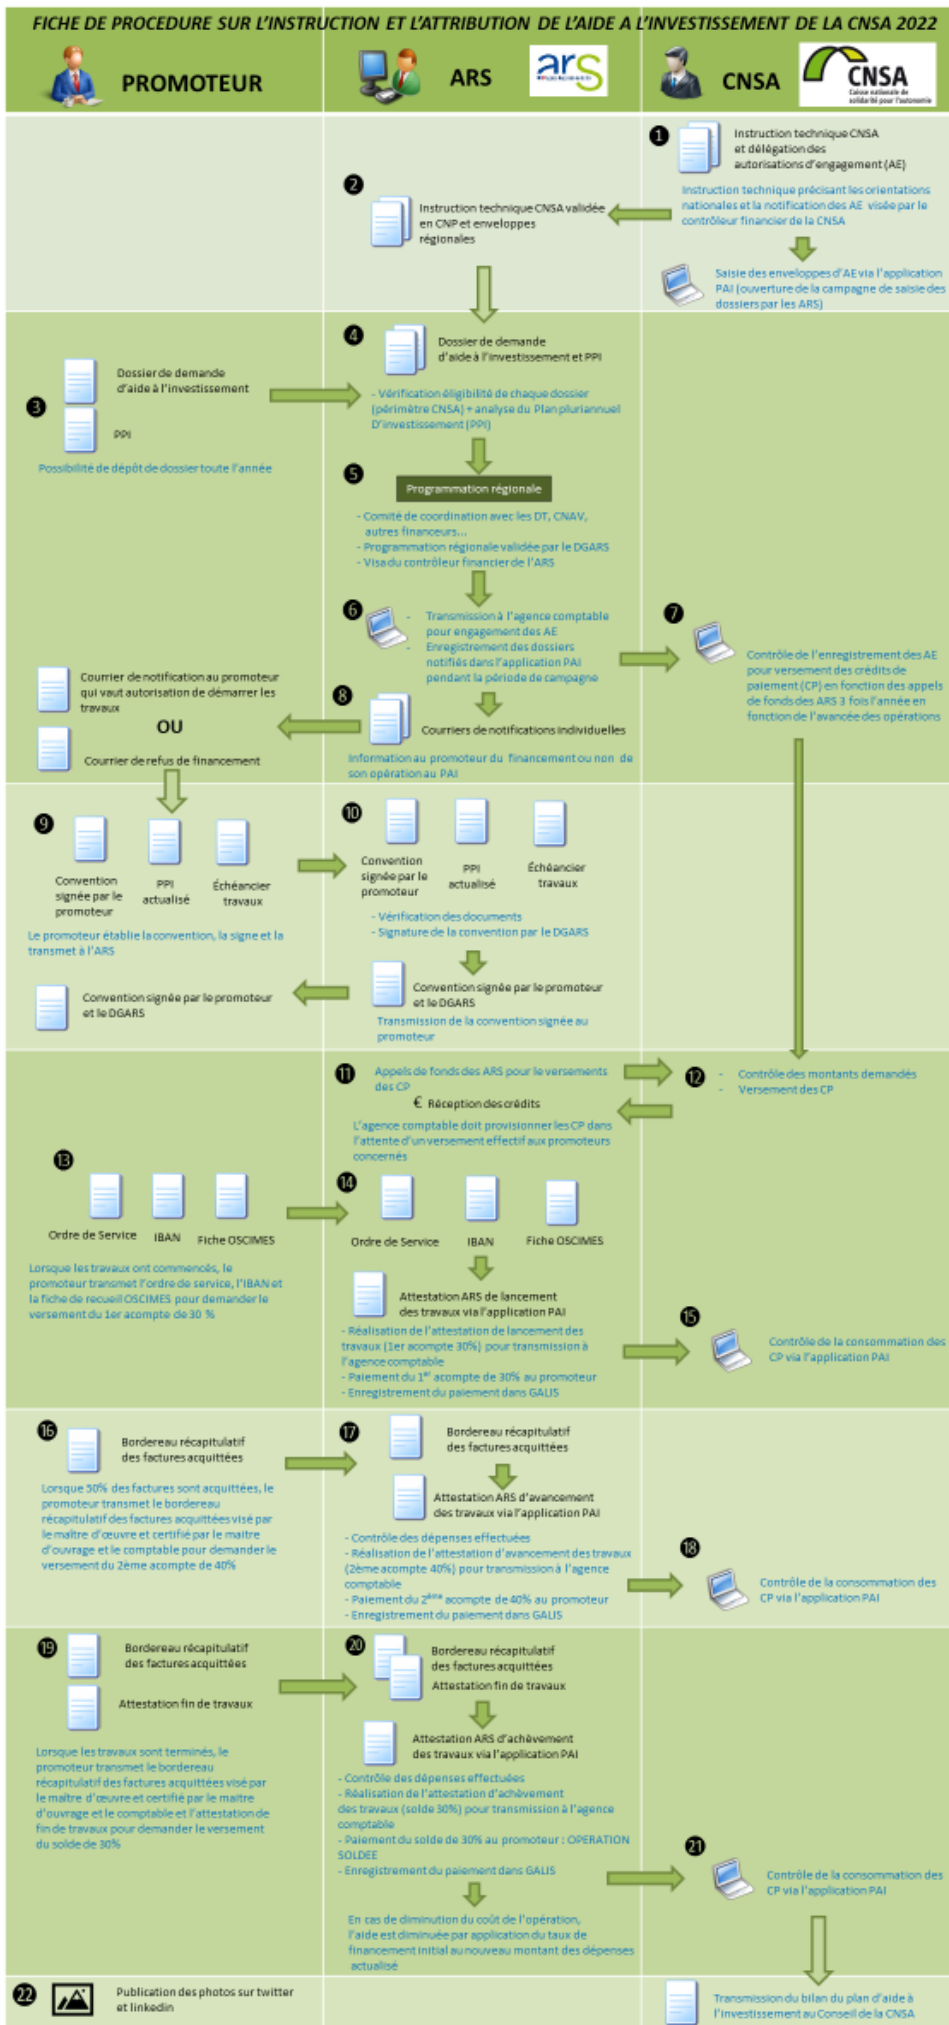 FICHE DE PROCEDURE SUR L'INSTRUCTION ET L'ATTRIBUTION DE L'AIDE A L'INVESTISSEMENT DE LA CNSA 2022
PROMOTEUR
ARS
ars
CNSA
CNSA
Caisse nationale de
solidarité pour l'autonomie
1
Instruction technique CNSA
et délégation des
autorisations d'engagement (AE)
Instruction technique précisant les orientations
nationales et la notification des AE visée par le
contrôleur financier de la CNSA
2
Instruction technique CNSA validée
en CNP et enveloppes
régionales
Saisie des enveloppes d'AE via l'application
PAI (ouverture de la campagne de saisie des
dossiers par les ARS)
3
Dossier de demande
d'aide à l'investissement
PPI
Possibilité de dépôt de dossier toute l'année
4
Dossier de demande
d'aide à l'investissement et PPI
- Vérification éligibilité de chaque dossier
(périmètre CNSA) + analyse du Plan pluriannuel
D'investissement (PPI)
5
Programmation régionale
- Comité de coordination avec les DT, CNAV,
autres financeurs...
- Programmation régionale validée par le DGARS
- Visa du contrôleur financier de l'ARS
6
- Transmission à l'agence comptable
pour engagement des AE
- Enregistrement des dossiers
notifiés dans l'application PAI
pendant la période de campagne
7
Contrôle de l'enregistrement des AE
pour versement des crédits de
paiement (CP) en fonction des appels
de fonds des ARS 3 fois l'année en
fonction de l'avancée des opérations
8
Courriers de notifications individuelles
Information au promoteur du financement ou non de
son opération au PAI
Courrier de notification au promoteur
qui vaut autorisation de démarrer les
travaux
OU
Courrier de refus de financement
9
Convention
signée par le
promoteur
PPI
actualisé
Échéancier
travaux
Le promoteur établie la convention, la signe et la
transmet à l'ARS
10
Convention
signée par le
promoteur
PPI
actualisé
Échéancier
travaux
- Vérification des documents
- Signature de la convention par le DGARS
Convention signée par le promoteur
et le DGARS
Transmission de la convention signée au
promoteur
Convention signée par le promoteur
et le DGARS
11
Appels de fonds des ARS pour le versements
des CP
€ Réception des crédits
L'agence comptable doit provisionner les CP dans
l'attente d'un versement effectif aux promoteurs
concernés
12
- Contrôle des montants demandés
- Versement des CP
13
Ordre de Service
IBAN
Fiche OSCIMES
Lorsque les travaux ont commencés, le
promoteur transmet l'ordre de service, l'IBAN et
la fiche de recueil OSCIMES pour demander le
versement du 1er acompte de 30 %
14
Ordre de Service
IBAN
Fiche OSCIMES
Attestation ARS de lancement
des travaux via l'application PAI
- Réalisation de l'attestation de lancement des
travaux (1er acompte 30%) pour transmission à
l'agence comptable
- Paiement du 1er acompte de 30% au promoteur
- Enregistrement du paiement dans GALIS
15
Contrôle de la consommation des
CP via l'application PAI
16
Bordereau récapitulatif
des factures acquittées
Lorsque 50% des factures sont acquittées, le
promoteur transmet le bordereau
récapitulatif des factures acquittées visé par
le maître d'œuvre et certifié par le maitre
d'ouvrage et le comptable pour demander le
versement du 2ème acompte de 40%
17
Bordereau récapitulatif
des factures acquittées
Attestation ARS d'avancement
des travaux via l'application PAI
- Contrôle des dépenses effectuées
- Réalisation de l'attestation d'avancement des travaux
(2ème acompte 40%) pour transmission à l'agence
comptable
- Paiement du 2ème acompte de 40% au promoteur
- Enregistrement du paiement dans GALIS
18
Contrôle de la consommation des
CP via l'application PAI
19
Bordereau récapitulatif
des factures acquittées
Attestation fin de travaux
Lorsque les travaux sont terminés, le
promoteur transmet le bordereau
récapitulatif des factures acquittées visé par
le maître d'œuvre et certifié par le maitre
d'ouvrage et le comptable et l'attestation de
fin de travaux pour demander le versement
du solde de 30%
20
Bordereau récapitulatif
des factures acquittées
Attestation fin de travaux
Attestation ARS d'achèvement
des travaux via l'application PAI
- Contrôle des dépenses effectuées
- Réalisation de l'attestation d'achèvement
des travaux (solde 30%) pour transmission à l'agence
comptable
- Paiement du solde de 30% au promoteur : OPERATION
SOLDEE
- Enregistrement du paiement dans GALIS
En cas de diminution du coût de l'opération,
l'aide est diminuée par application du taux de
financement initial au nouveau montant des dépenses
actualisé
21
Contrôle de la consommation des
CP via l'application PAI
22
Publication des photos sur twitter
et linkedin
Transmission du bilan du plan d'aide à
l'investissement au Conseil de la CNSA